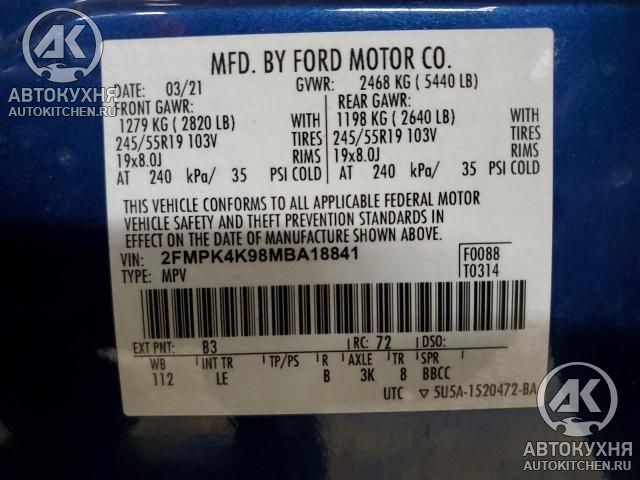 MFD. BY FORD MOTOR CO.
DATE: 03/21 GVWR: 2468 KG ( 5440 LB)
FRONT GAWR: REAR GAWR:
1279 KG ( 2820 LB) WITH 1198 KG ( 2640 LB) WITH
245/55R19 103V TIRES 245/55R19 103V TIRES
19x8.0J RIMS 19x8.0J RIMS
AT 240 kPa/ 35 PSI COLD AT 240 kPa/ 35 PSI COLD
THIS VEHICLE CONFORMS TO ALL APPLICABLE FEDERAL MOTOR
VEHICLE SAFETY AND THEFT PREVENTION STANDARDS IN
EFFECT ON THE DATE OF MANUFACTURE SHOWN ABOVE.
VIN: 2FMPK4K98MBA18841 F0088
TYPE: MPV T0314
EXT PNT: B3 RC: 72 DSO:
WB INT TR TP/PS R AXLE TR SPR
112 LE B 3K 8 BBCC
UTC ▽ 5U5A-1520472-BA
АК
АВТОКУХНЯ
AUTOKITCHEN.RU
АК
АВТОКУХНЯ
AUTOKITCHEN.RU